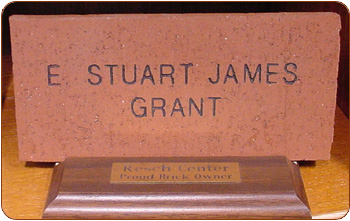 E. STUART JAMES
GRANT
Resch Center
Proud Brick Owner